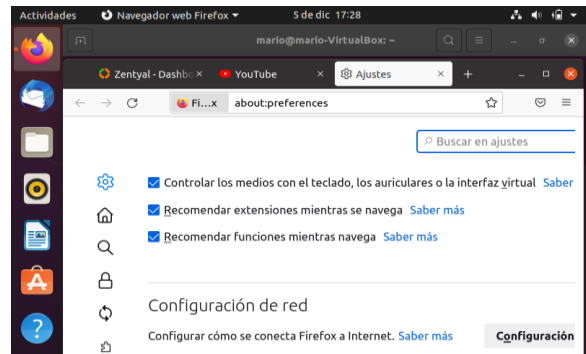 Actividades Navegador web Firefox 5 de dic 17:28
mario@mario-VirtualBox: ~
Zentyal - Dashbo YouTube Ajustes
Fi...x about:preferences
Buscar en ajustes
Controlar los medios con el teclado, los auriculares o la interfaz virtual Saber
Recomendar extensiones mientras se navega Saber más
Recomendar funciones mientras navega Saber más
Configuración de red
Configurar cómo se conecta Firefox a Internet. Saber más Configuración